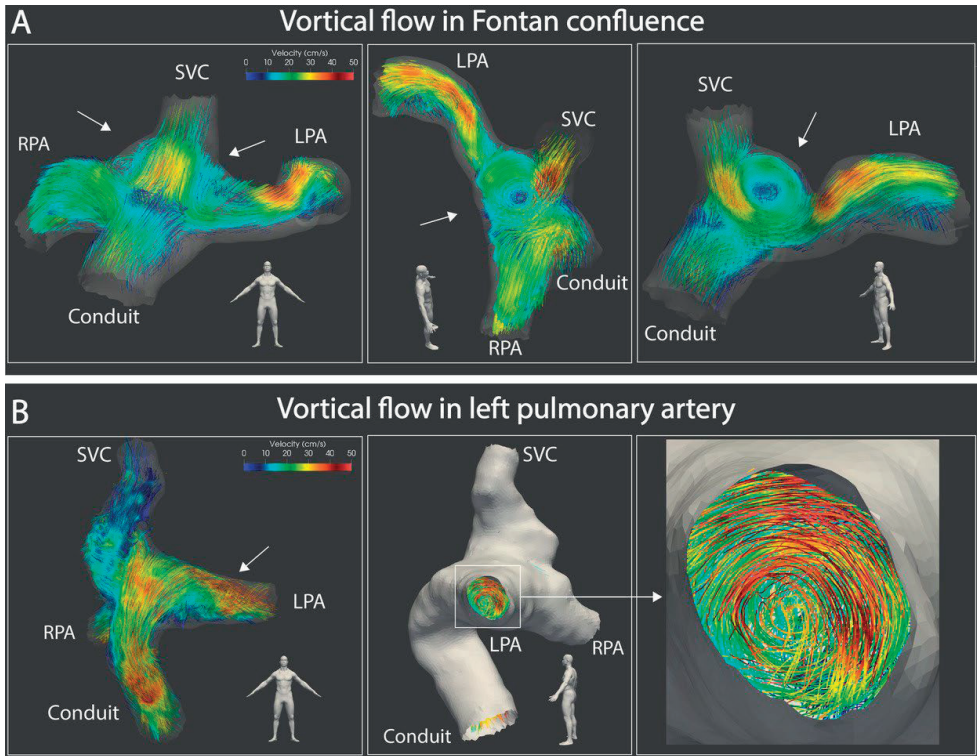 A
Vortical flow in Fontan confluence
Velocity (cm/s)
0 10 20 30 40 50
SVC
RPA
LPA
Conduit
LPA
SVC
Conduit
RPA
SVC
LPA
Conduit
B
Vortical flow in left pulmonary artery
Velocity (cm/s)
0 10 20 30 40 50
SVC
LPA
RPA
Conduit
SVC
LPA
RPA
Conduit